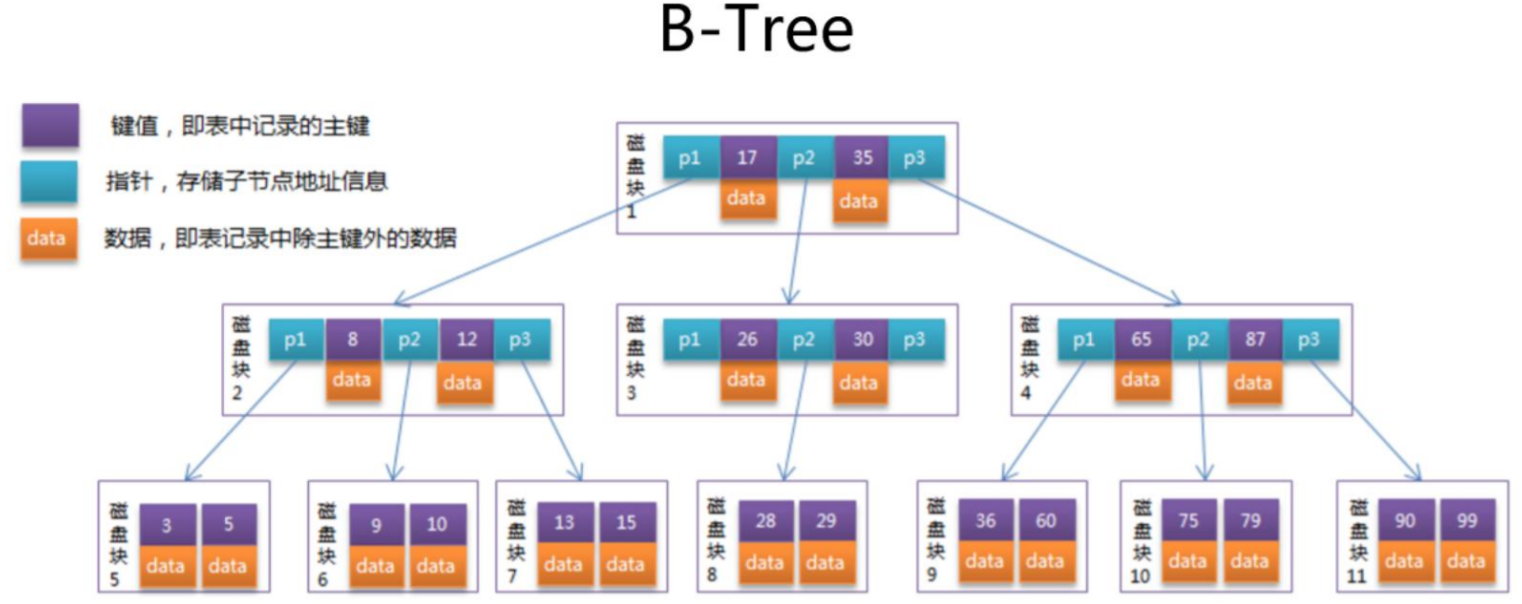 B-Tree
键值，即表中记录的主键
指针，存储子节点地址信息
data 数据，即表记录中除主键外的数据
磁盘块1
p1 17 p2 35 p3
data data
磁盘块2
p1 8 p2 12 p3
data data
磁盘块3
p1 26 p2 30 p3
data data
磁盘块4
p1 65 p2 87 p3
data data
磁盘块5
3 5
data data
磁盘块6
9 10
data data
磁盘块7
13 15
data data
磁盘块8
28 29
data data
磁盘块9
36 60
data data
磁盘块10
75 79
data data
磁盘块11
90 99
data data